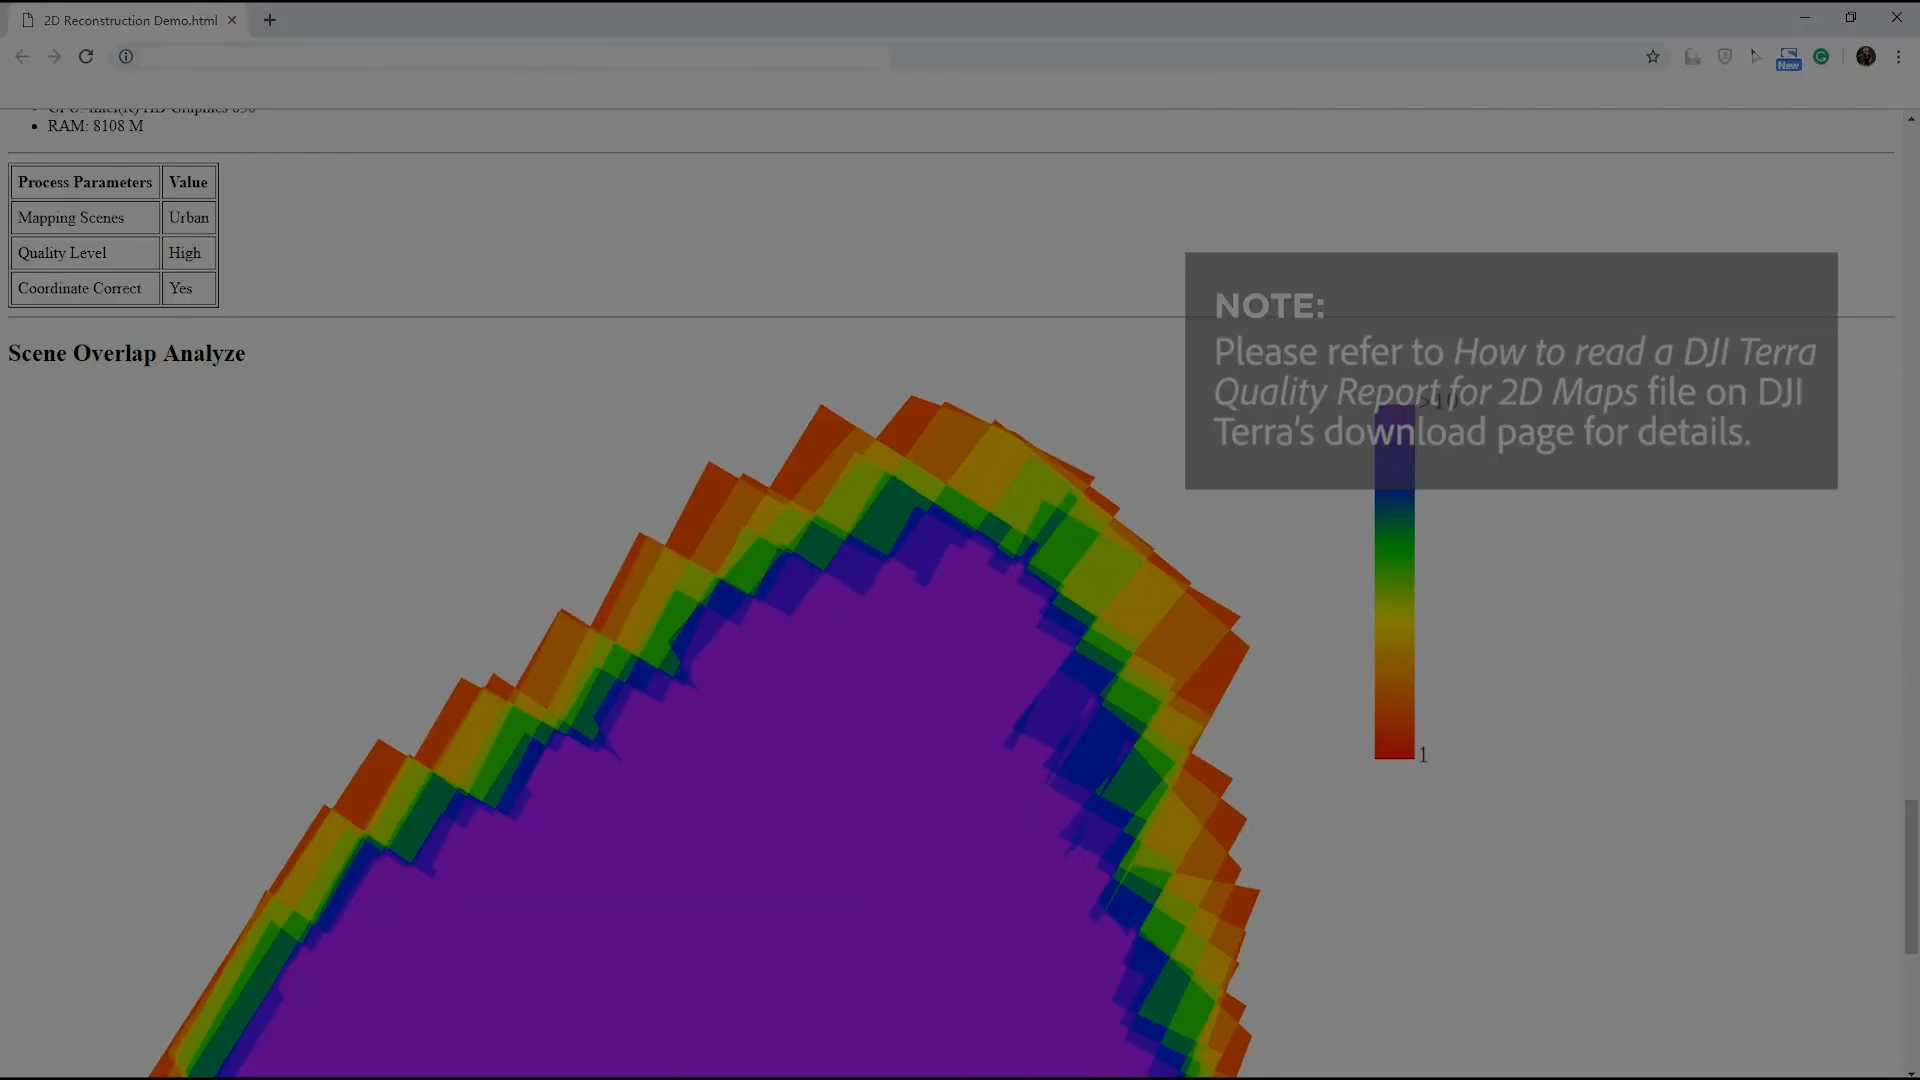 2D Reconstruction Demo.html
New
RAM: 8108 M
Process Parameters Value
Mapping Scenes Urban
Quality Level High
Coordinate Correct Yes
Scene Overlap Analyze
NOTE:
Please refer to How to read a DJI Terra
Quality Report for 2D Maps file on DJI
Terra's download page for details.
>10
1